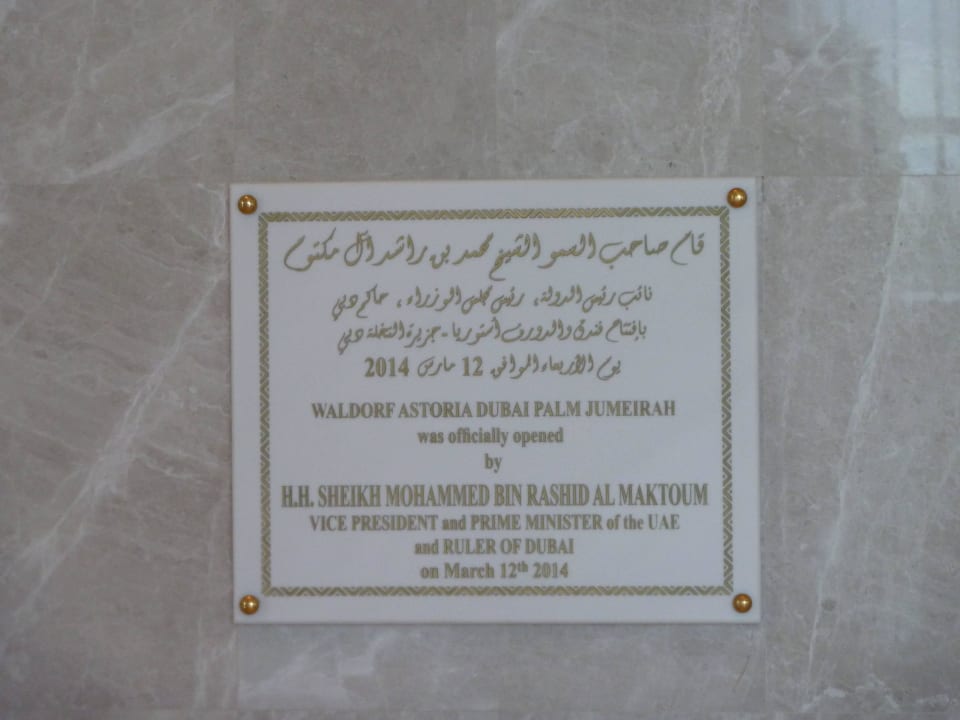 قام صاحب السمو الشيخ محمد بن راشد آل مكتوم
نائب رئيس الدولة، رئيس مجلس الوزراء، حاكم دبي
بإفتتاح فندق والدورف أستوريا - جزيرة النخلة دبي
يوم الأربعاء الموافق 12 مارس 2014
WALDORF ASTORIA DUBAI PALM JUMEIRAH
was officially opened
by
H.H. SHEIKH MOHAMMED BIN RASHID AL MAKTOUM
VICE PRESIDENT and PRIME MINISTER of the UAE
and RULER OF DUBAI
on March 12th 2014